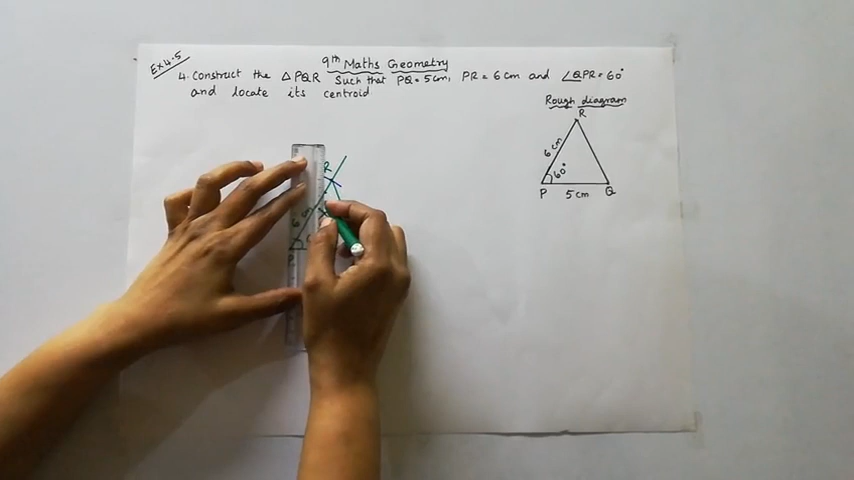 9th Maths Geometry
Ex 4.5
4. Construct the △PQR such that PQ = 5cm, PR = 6cm and ∠QPR = 60°
and locate its centroid
Rough diagram
R
6 cm
60°
P
Q
5 cm
R
6 cm
P